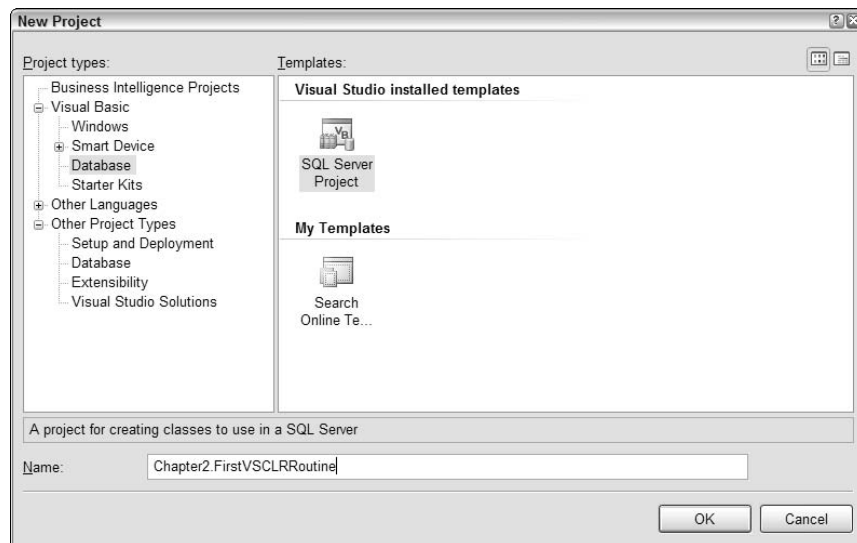 New Project
Project types:
Templates:
Business Intelligence Projects
Visual Basic
Windows
Smart Device
Database
Starter Kits
Other Languages
Other Project Types
Setup and Deployment
Database
Extensibility
Visual Studio Solutions
Visual Studio installed templates
VB
SQL Server
Project
My Templates
Search
Online Te...
A project for creating classes to use in a SQL Server
Name:
Chapter2.FirstVSCLRRoutine
OK
Cancel